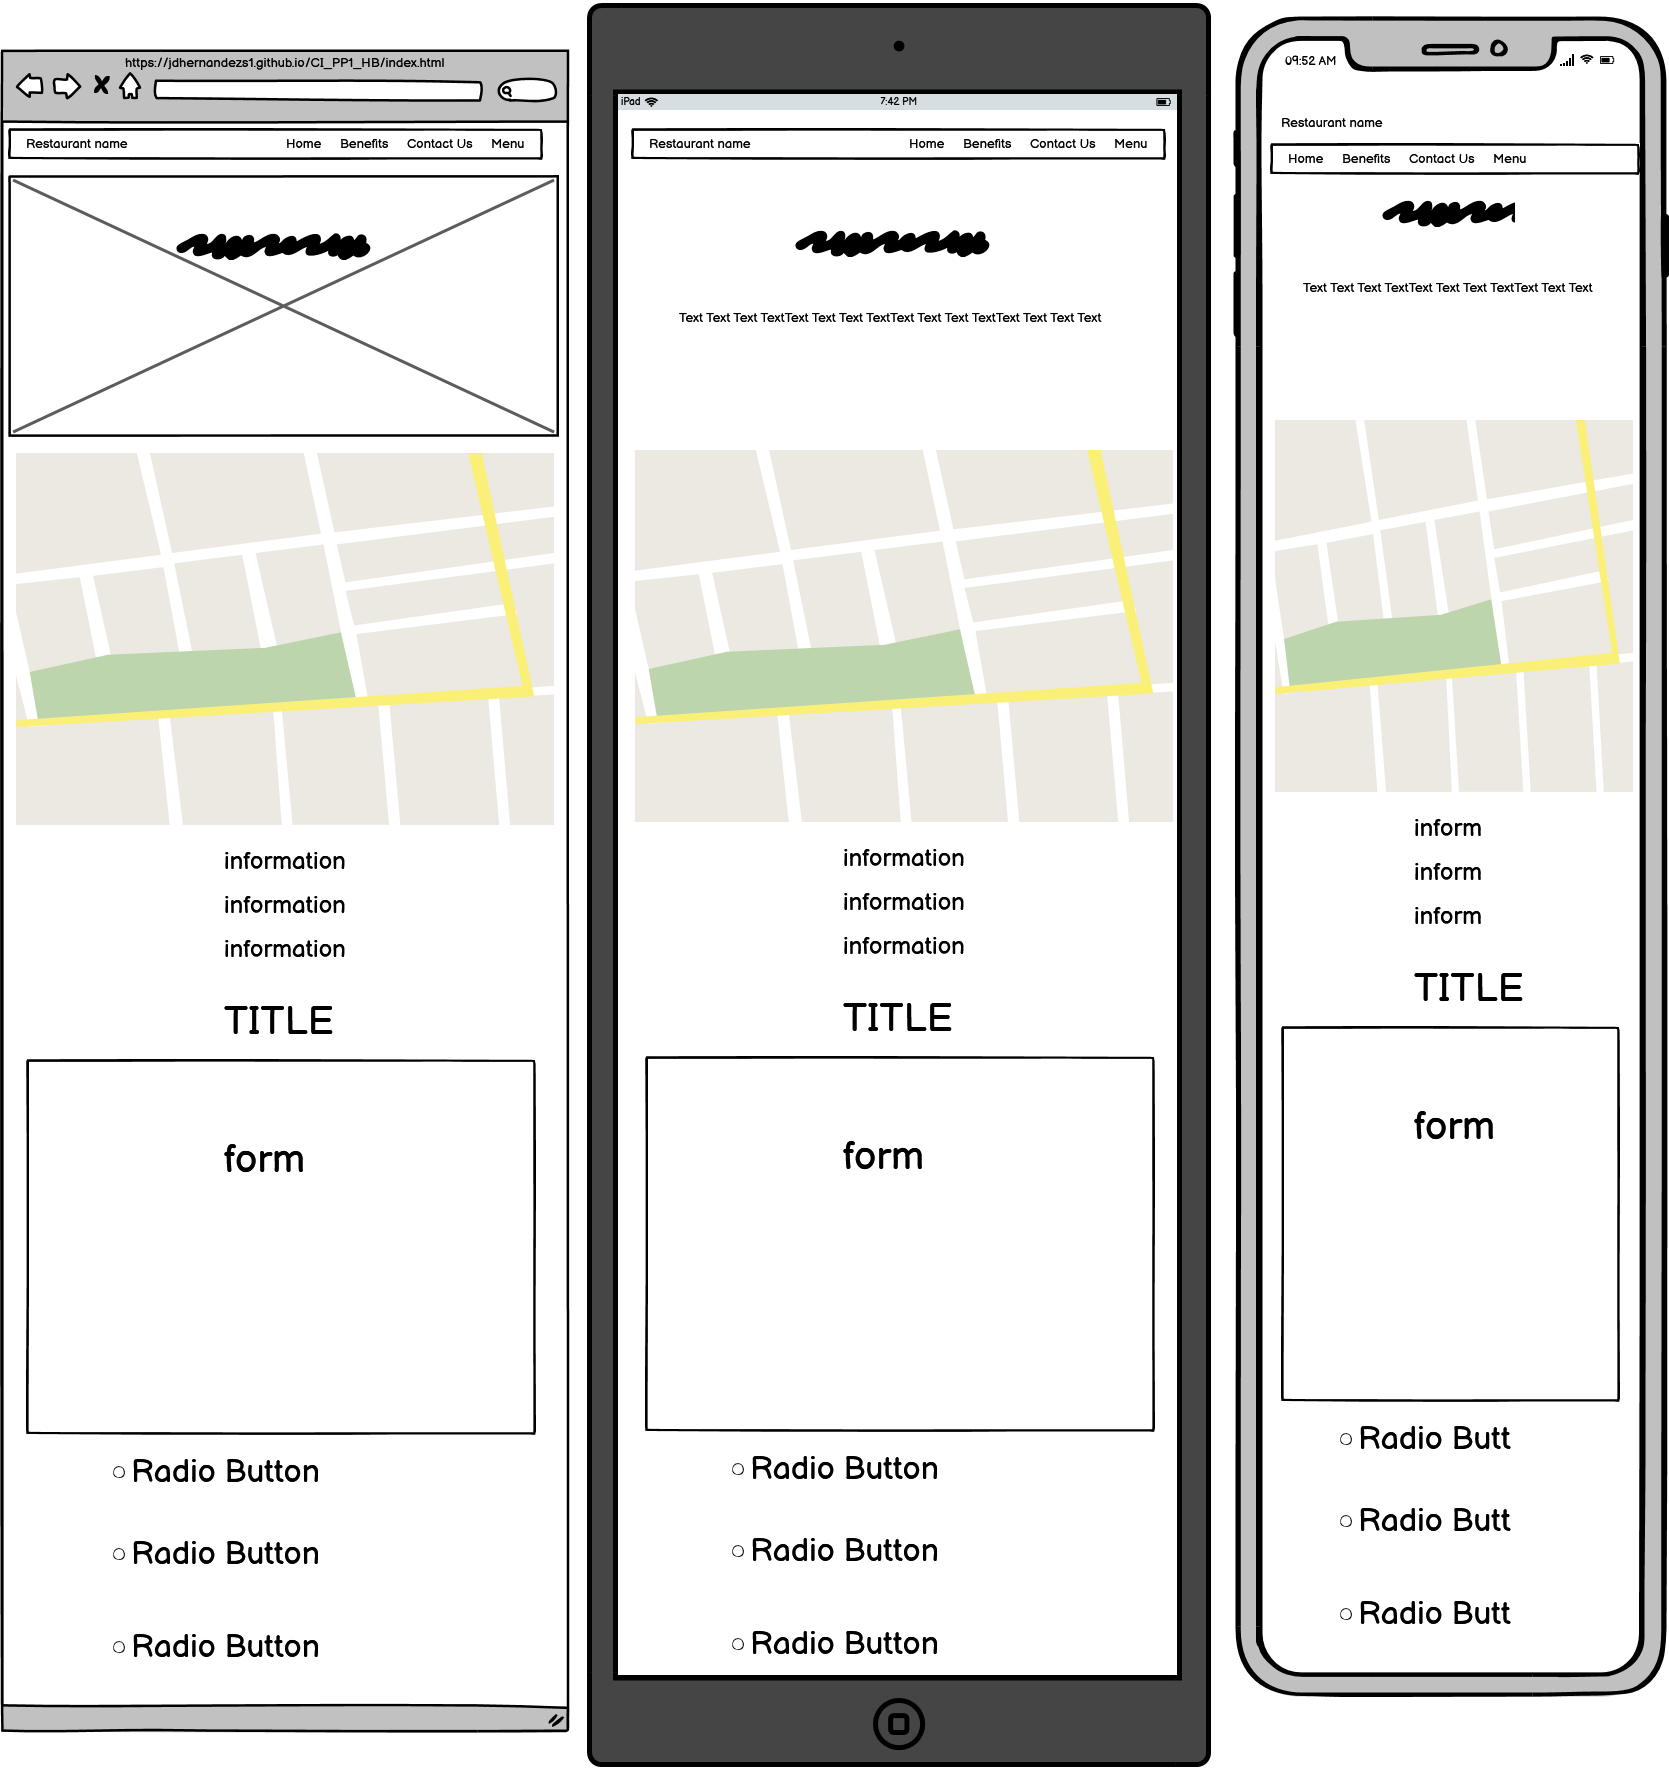 https://jdhernandezs1.github.io/CI_PP1_HB/index.html
Restaurant name Home Benefits Contact Us Menu
information
information
information
TITLE
form
Radio Button
Radio Button
Radio Button
iPad 7:42 PM
Restaurant name Home Benefits Contact Us Menu
Text Text Text TextText Text Text TextText Text Text TextText Text Text Text
information
information
information
TITLE
form
Radio Button
Radio Button
Radio Button
09:52 AM
Restaurant name
Home Benefits Contact Us Menu
Text Text Text TextText Text Text TextText Text Text
inform
inform
inform
TITLE
form
Radio Butt
Radio Butt
Radio Butt